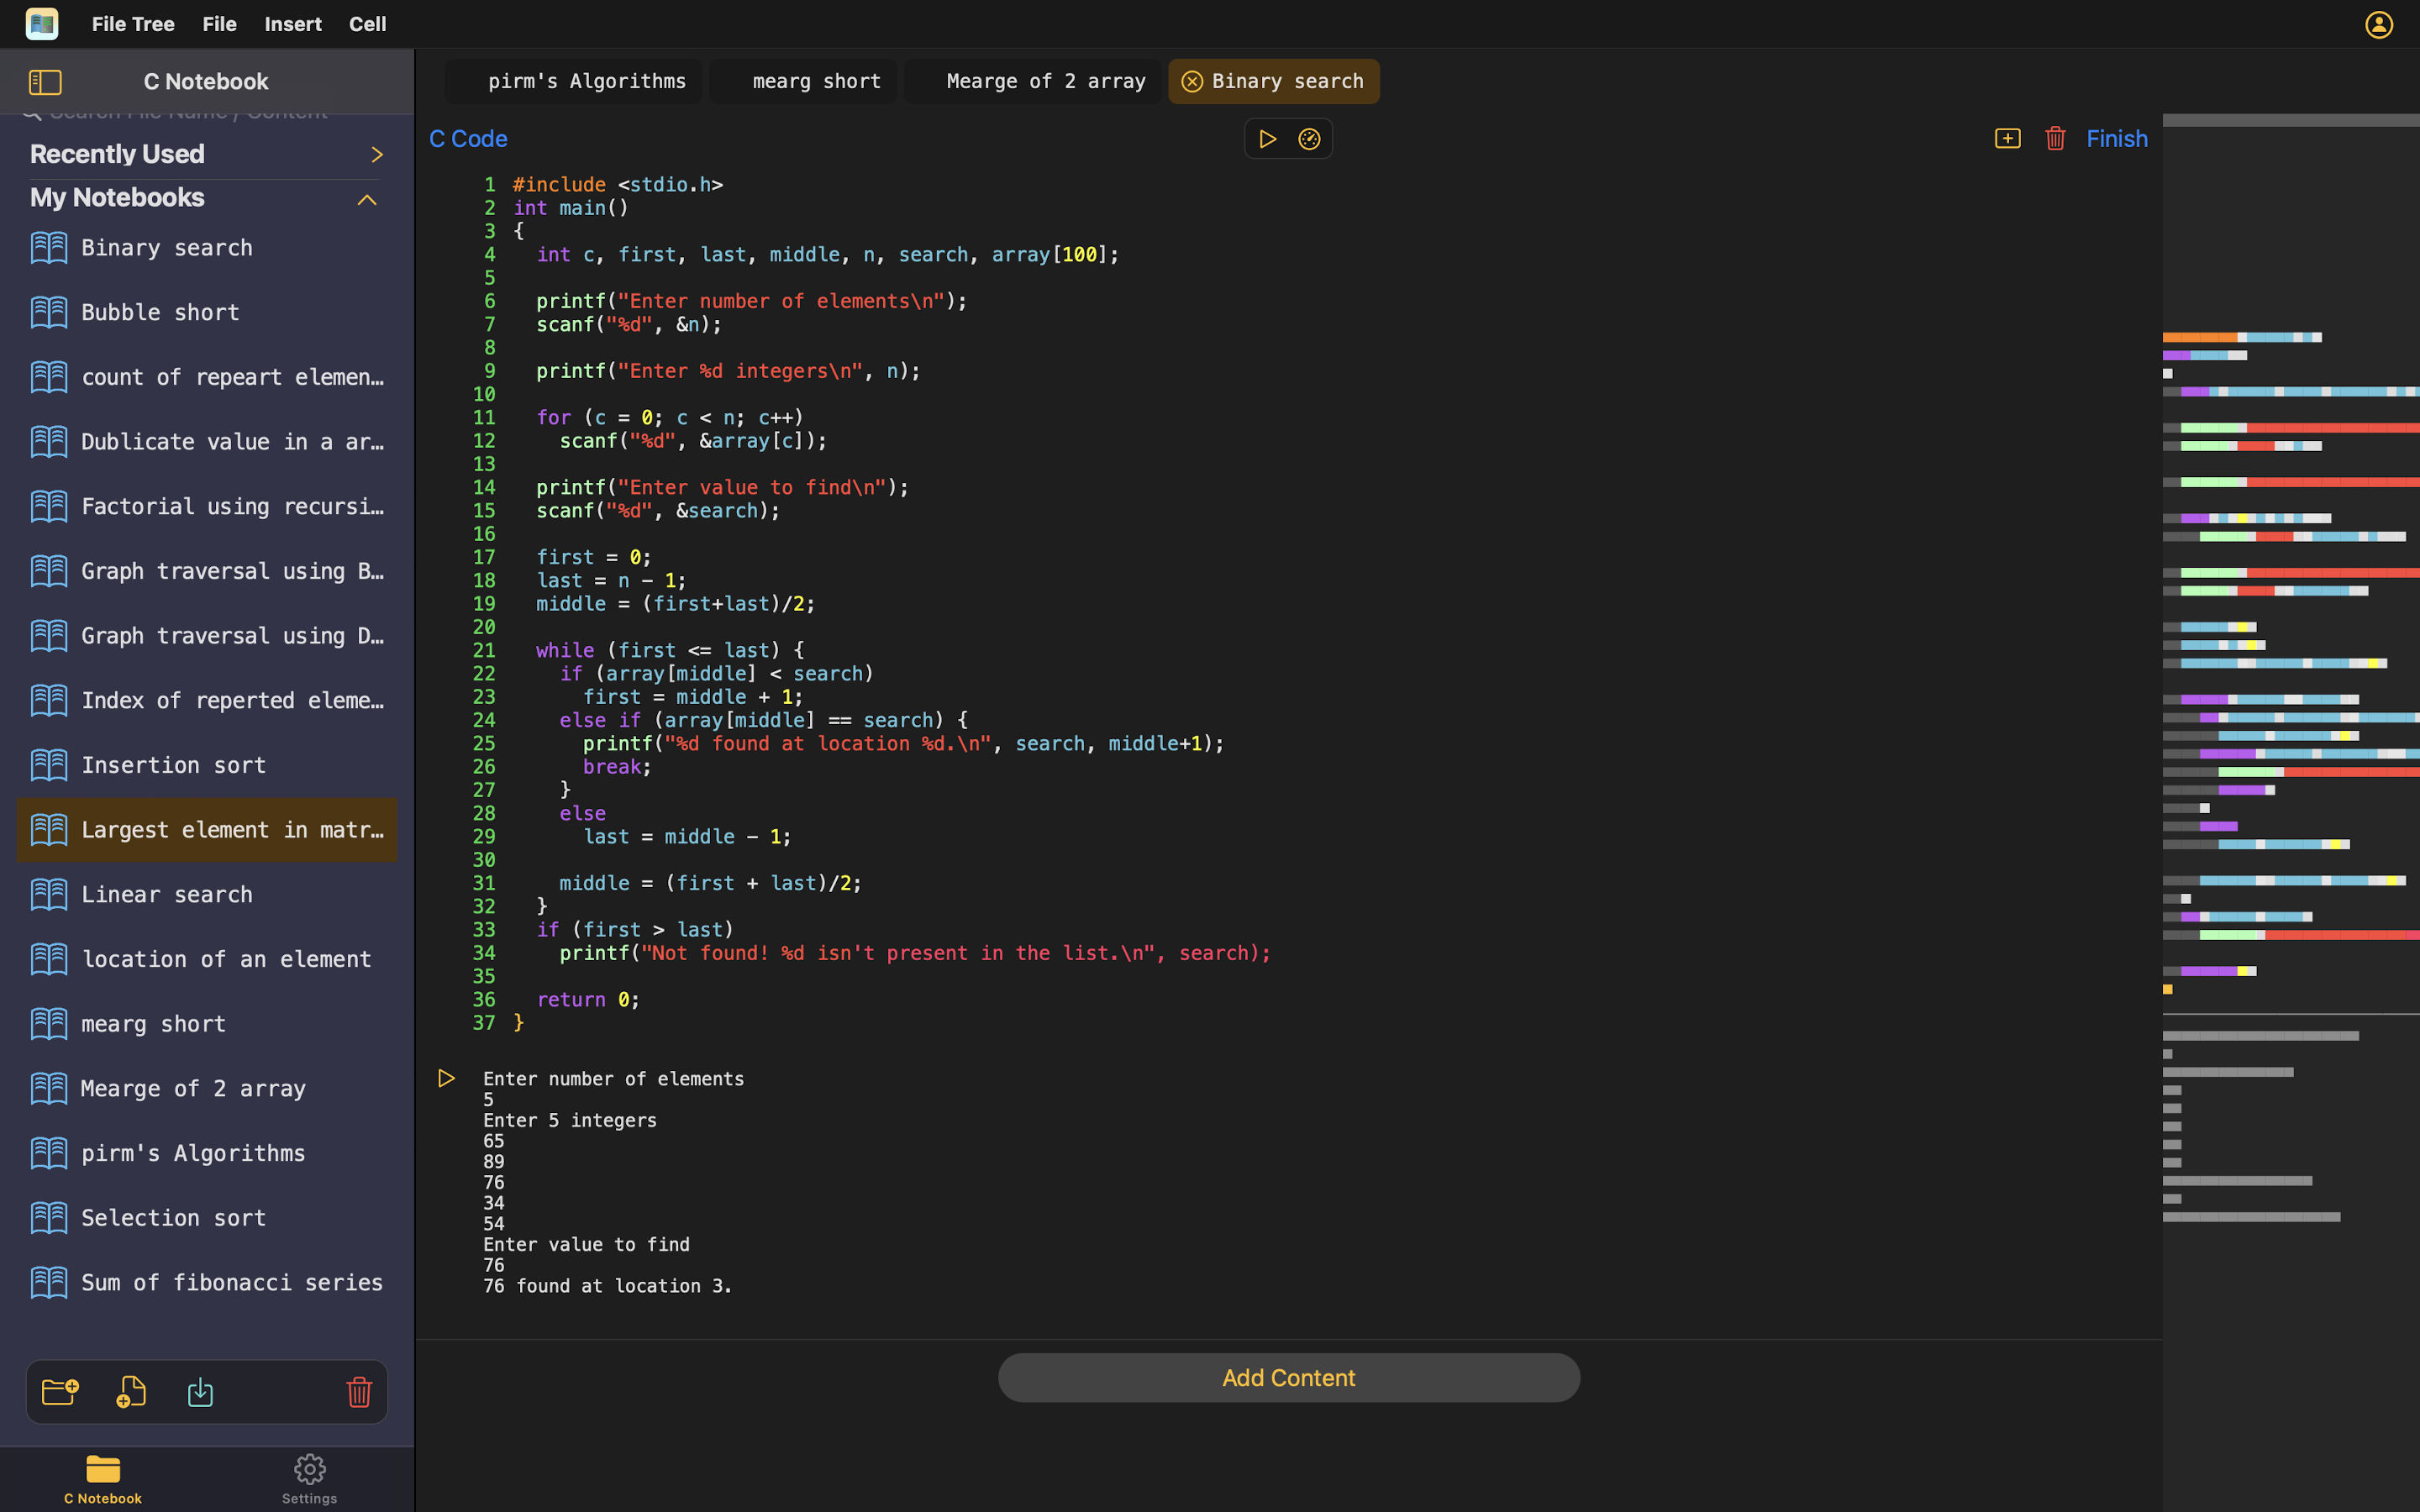 File Tree File Insert Cell
C Notebook
pirm's Algorithms mearg short Mearge of 2 array Binary search
Search File Name / Content
Recently Used
My Notebooks
Binary search
Bubble short
count of repeart elemen…
Dublicate value in a ar…
Factorial using recursi…
Graph traversal using B…
Graph traversal using D…
Index of reperted eleme…
Insertion sort
Largest element in matr…
Linear search
location of an element
mearg short
Mearge of 2 array
pirm's Algorithms
Selection sort
Sum of fibonacci series
C Notebook Settings
C Code Finish
1 #include <stdio.h>
2 int main()
3 {
4 int c, first, last, middle, n, search, array[100];
5
6 printf("Enter number of elements\n");
7 scanf("%d", &n);
8
9 printf("Enter %d integers\n", n);
10
11 for (c = 0; c < n; c++)
12 scanf("%d", &array[c]);
13
14 printf("Enter value to find\n");
15 scanf("%d", &search);
16
17 first = 0;
18 last = n - 1;
19 middle = (first+last)/2;
20
21 while (first <= last) {
22 if (array[middle] < search)
23 first = middle + 1;
24 else if (array[middle] == search) {
25 printf("%d found at location %d.\n", search, middle+1);
26 break;
27 }
28 else
29 last = middle - 1;
30
31 middle = (first + last)/2;
32 }
33 if (first > last)
34 printf("Not found! %d isn't present in the list.\n", search);
35
36 return 0;
37 }
Enter number of elements
5
Enter 5 integers
65
89
76
34
54
Enter value to find
76
76 found at location 3.
Add Content